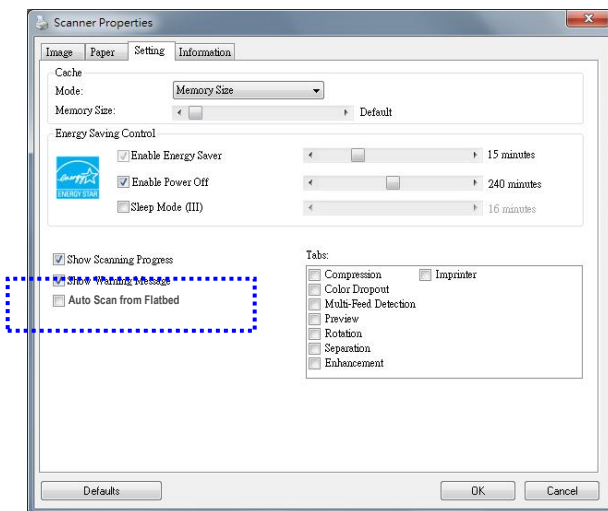 Scanner Properties
Image Paper Setting Information
Cache
Mode: Memory Size
Memory Size: Default
Energy Saving Control
Enable Energy Saver 15 minutes
energy
ENERGY STAR
Enable Power Off 240 minutes
Sleep Mode (III) 16 minutes
Show Scanning Progress
Show Warning Message
Auto Scan from Flatbed
Tabs:
Compression Imprinter
Color Dropout
Multi-Feed Detection
Preview
Rotation
Separation
Enhancement
Defaults OK Cancel